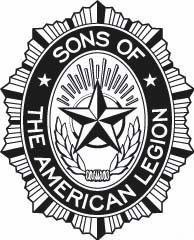 SONS OF
THE AMERICAN LEGION